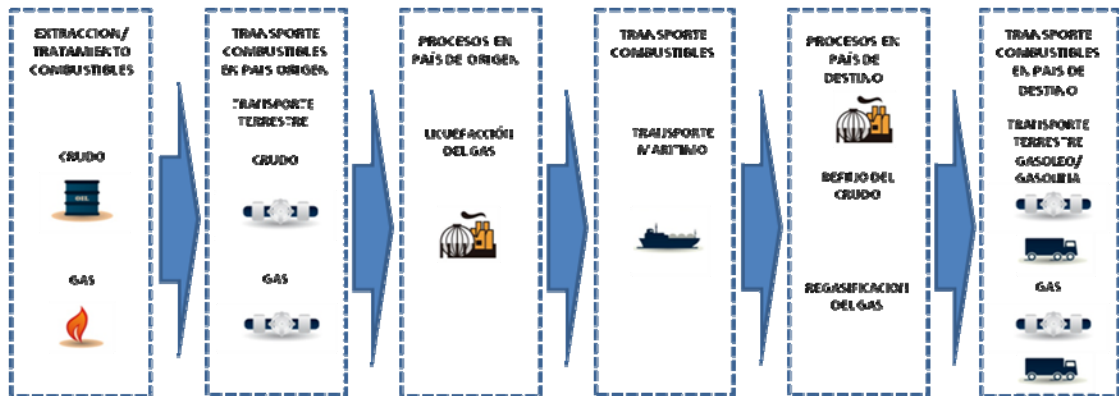 EXTRACCION/
TRATAMIENTO
COMBUSTIBLES
CRUDO
OIL
GAS
TRANSPORTE
COMBUSTIBLES
EN PAIS ORIGEN
TRANSPORTE
TERRESTRE
CRUDO
GAS
PROCESOS EN
PAÍS DE ORIGEN
LICUEFACCIÓN
DEL GAS
TRANSPORTE
COMBUSTIBLES
TRANSPORTE
MARITIMO
PROCESOS EN
PAÍS DE
DESTINO
REFINO DEL
CRUDO
REGASIFICACION
DEL GAS
TRANSPORTE
COMBUSTIBLES
EN PAIS DE
DESTINO
TRANSPORTE
TERRESTRE
GASOLEO/
GASOLINA
GAS